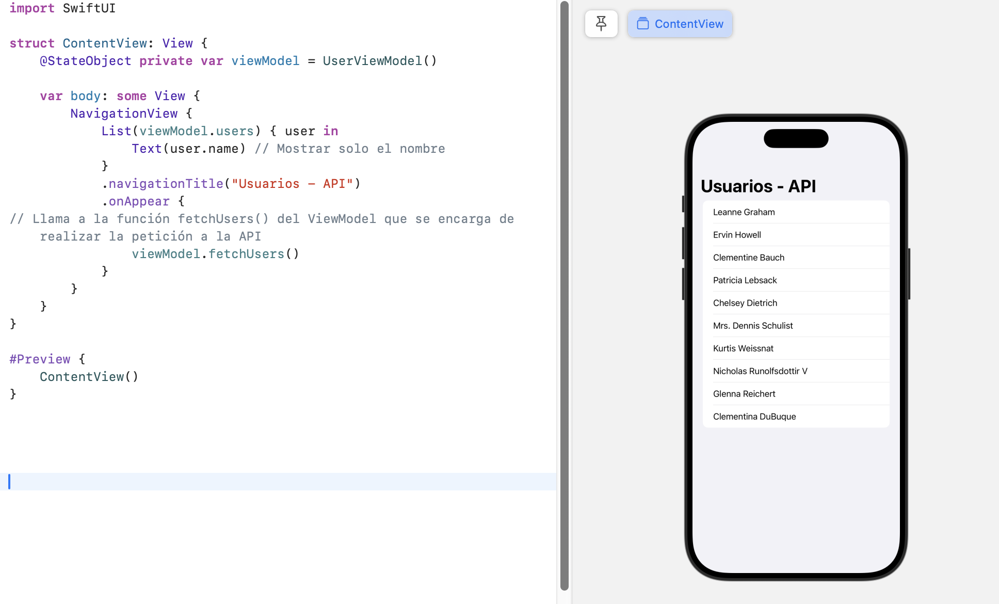 import SwiftUI
struct ContentView: View {
    @StateObject private var viewModel = UserViewModel()
    var body: some View {
        NavigationView {
            List(viewModel.users) { user in
                Text(user.name) // Mostrar solo el nombre
            }
            .navigationTitle("Usuarios - API")
            .onAppear {
// Llama a la función fetchUsers() del ViewModel que se encarga de
    realizar la petición a la API
                viewModel.fetchUsers()
            }
        }
    }
}
#Preview {
    ContentView()
}
ContentView
Usuarios - API
Leanne Graham
Ervin Howell
Clementine Bauch
Patricia Lebsack
Chelsey Dietrich
Mrs. Dennis Schulist
Kurtis Weissnat
Nicholas Runolfsdottir V
Glenna Reichert
Clementina DuBuque